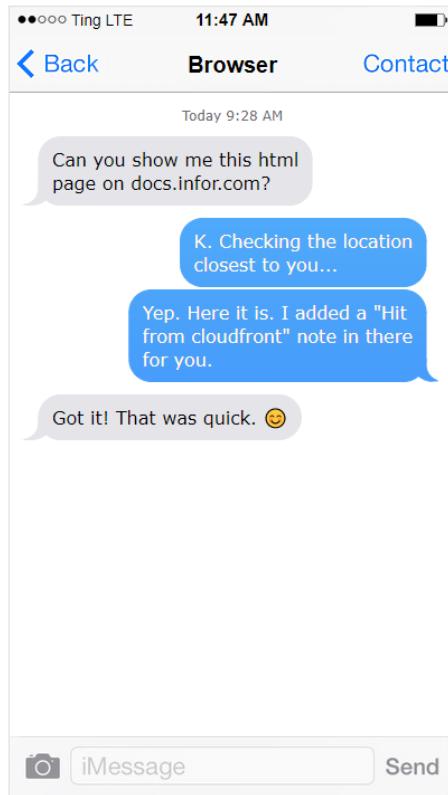 Ting LTE 11:47 AM
Back Browser Contact
Today 9:28 AM
Can you show me this html
page on docs.infor.com?
K. Checking the location
closest to you...
Yep. Here it is. I added a "Hit
from cloudfront" note in there
for you.
Got it! That was quick. 😊
iMessage Send